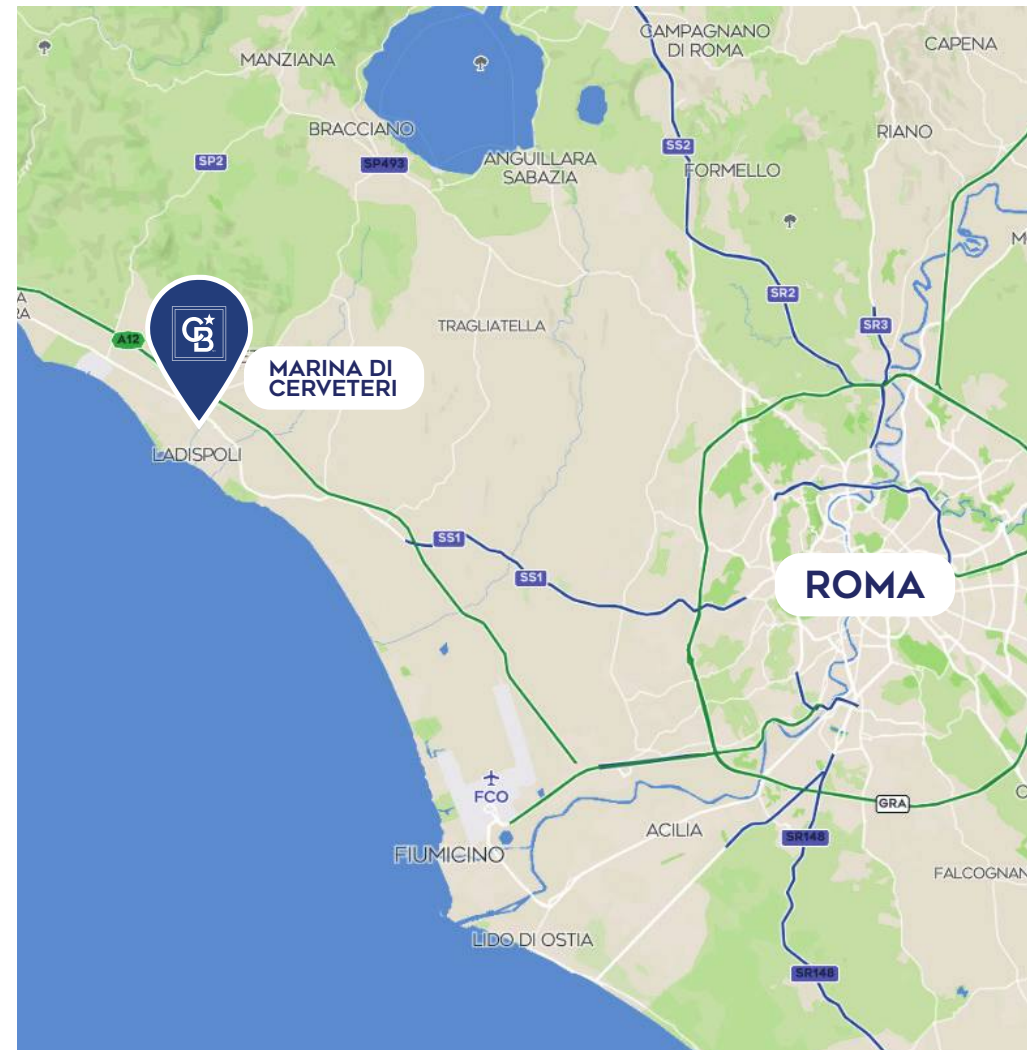 CAMPAGNANO
DI ROMA
CAPENA
MANZIANA
BRACCIANO
RIANO
SS2
SP2
SP493
ANGUILLARA
SABAZIA
FORMELLO
SR2
SR3
CB
A12
TRAGLIATELLA
MARINA DI
CERVETERI
LADISPOLI
SS1
SS1
ROMA
FCO
GRA
ACILIA
SR148
FIUMICINO
LIDO DI OSTIA
SR148